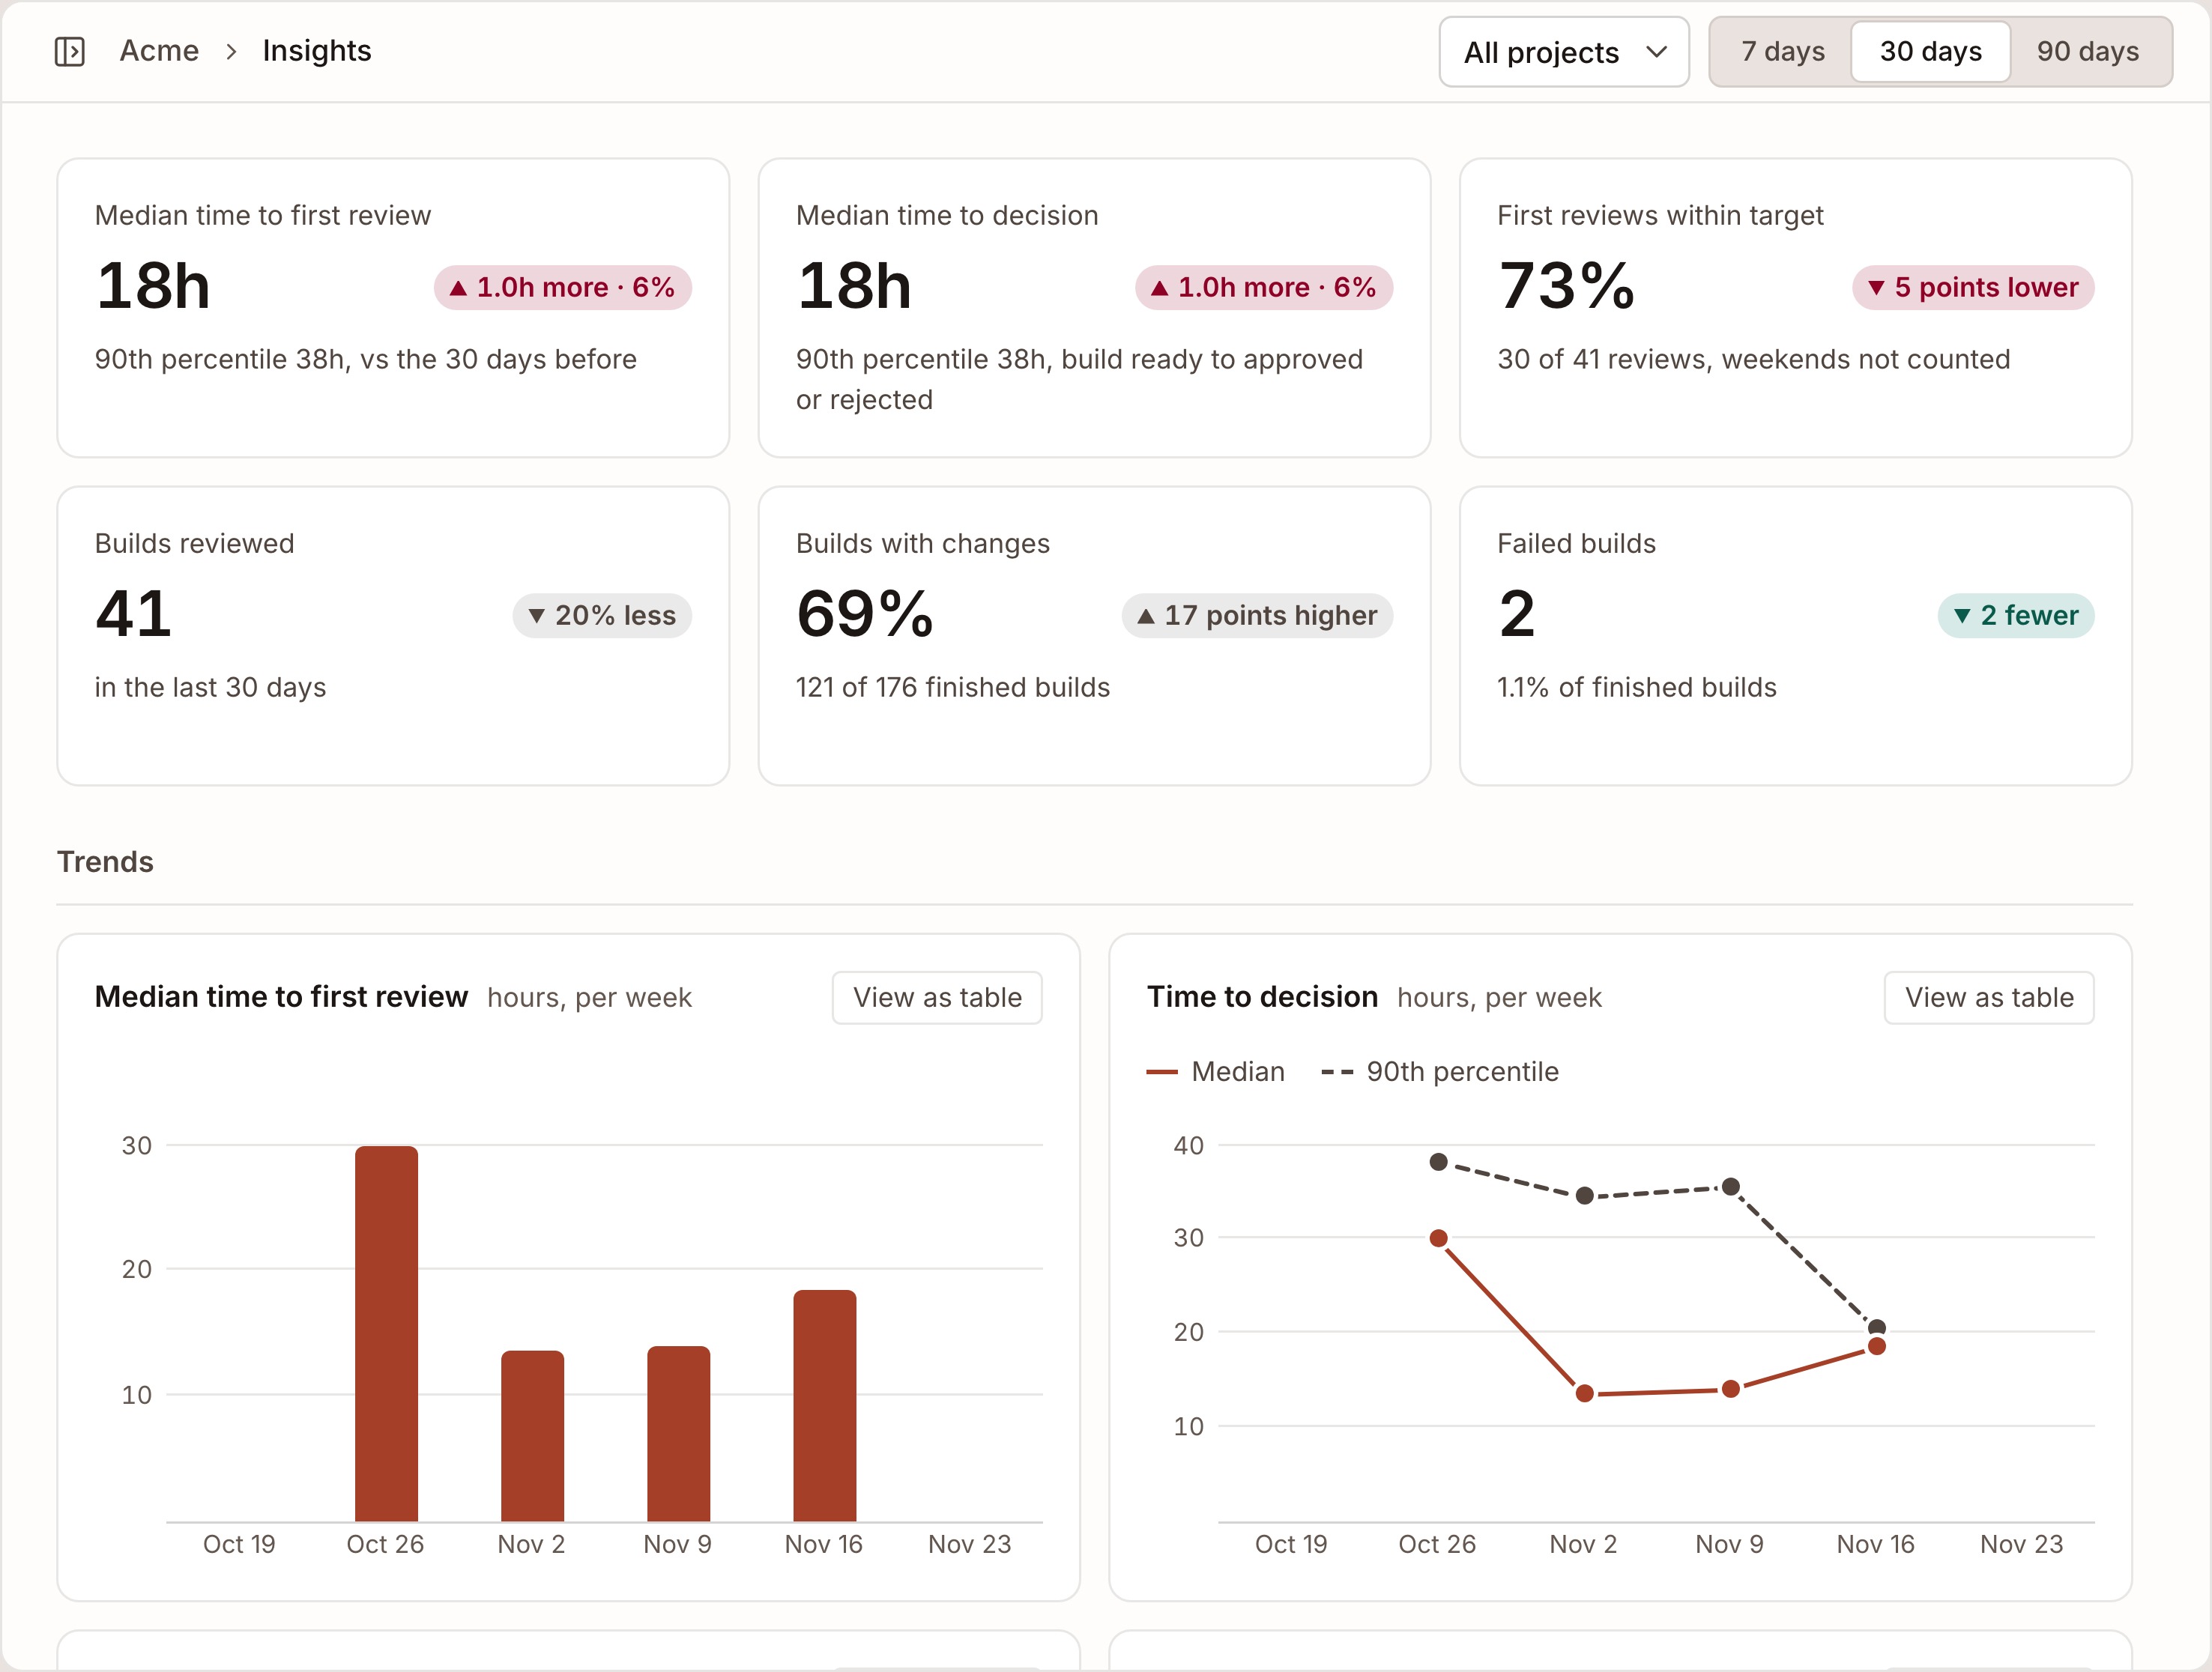 Acme > Insights
All projects
7 days
30 days
90 days
Median time to first review
18h
▲ 1.0h more · 6%
90th percentile 38h, vs the 30 days before
Median time to decision
18h
▲ 1.0h more · 6%
90th percentile 38h, build ready to approved
or rejected
First reviews within target
73%
▼ 5 points lower
30 of 41 reviews, weekends not counted
Builds reviewed
41
▼ 20% less
in the last 30 days
Builds with changes
69%
▲ 17 points higher
121 of 176 finished builds
Failed builds
2
▼ 2 fewer
1.1% of finished builds
Trends
Median time to first review hours, per week
View as table
30
20
10
Oct 19
Oct 26
Nov 2
Nov 9
Nov 16
Nov 23
Time to decision hours, per week
View as table
Median
90th percentile
40
30
20
10
Oct 19
Oct 26
Nov 2
Nov 9
Nov 16
Nov 23